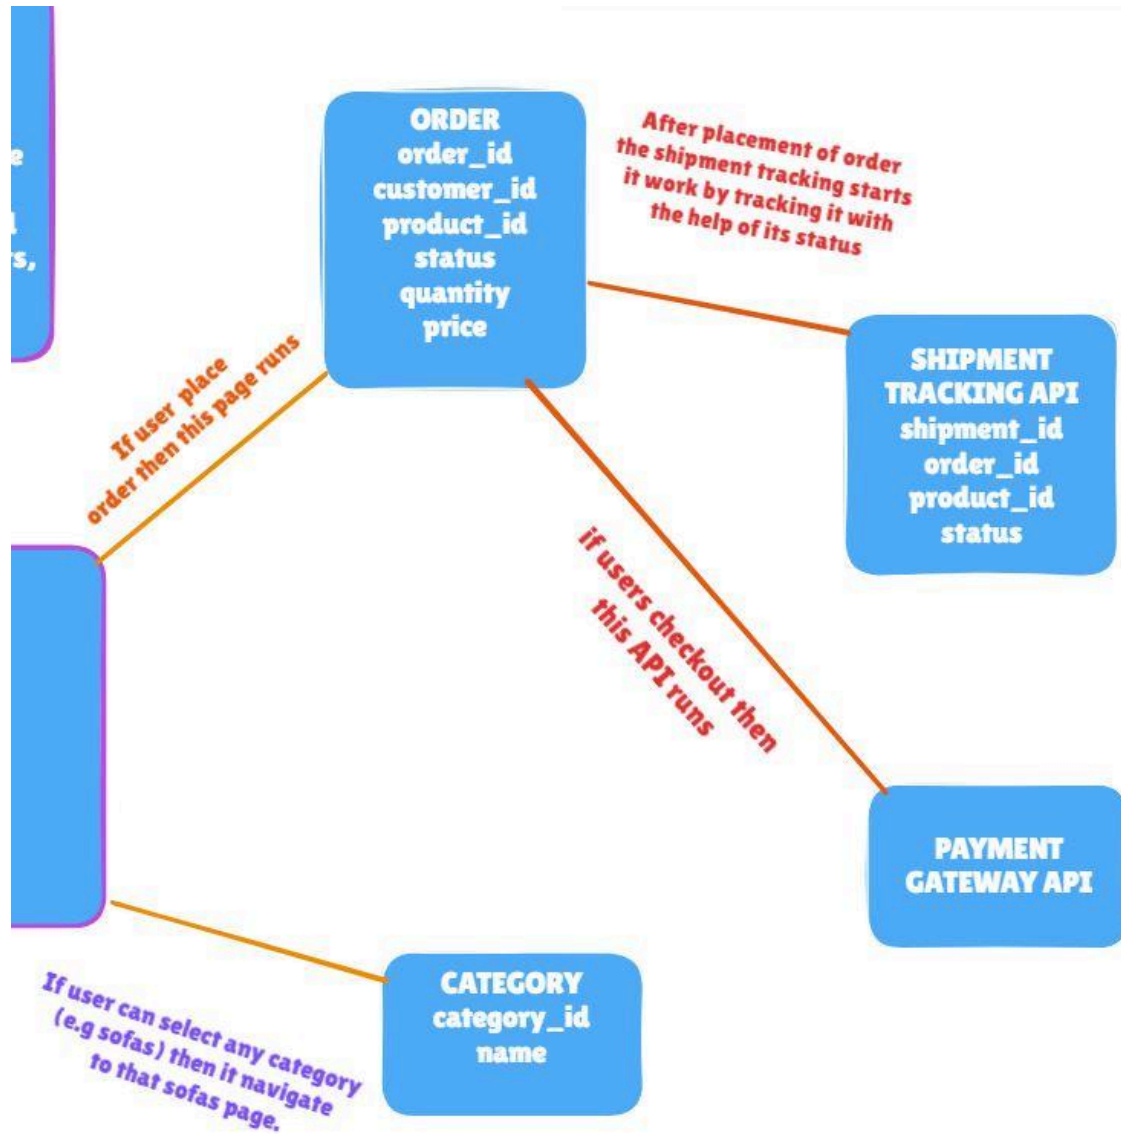 ORDER
order_id
customer_id
product_id
status
quantity
price
After placement of order
the shipment tracking starts
it work by tracking it with
the help of its status
If user place
order then this page runs
SHIPMENT
TRACKING API
shipment_id
order_id
product_id
status
if users checkout then
this API runs
PAYMENT
GATEWAY API
CATEGORY
category_id
name
If user can select any category
(e.g sofas) then it navigate
to that sofas page.